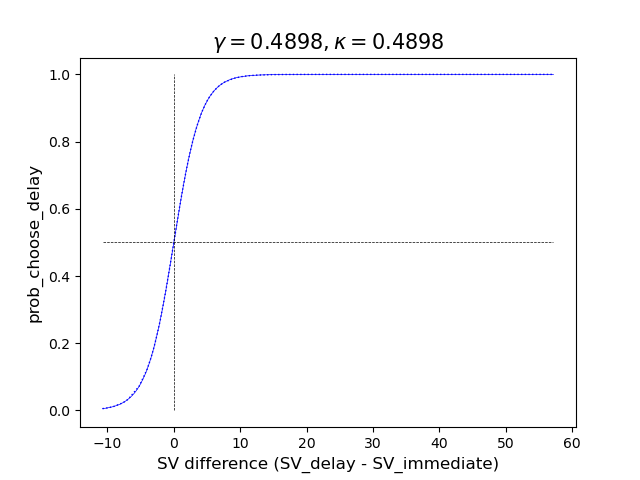 γ = 0.4898, κ = 0.4898
1.0
0.8
0.6
0.4
0.2
0.0
prob_choose_delay
−10 0 10 20 30 40 50 60
SV difference (SV_delay - SV_immediate)